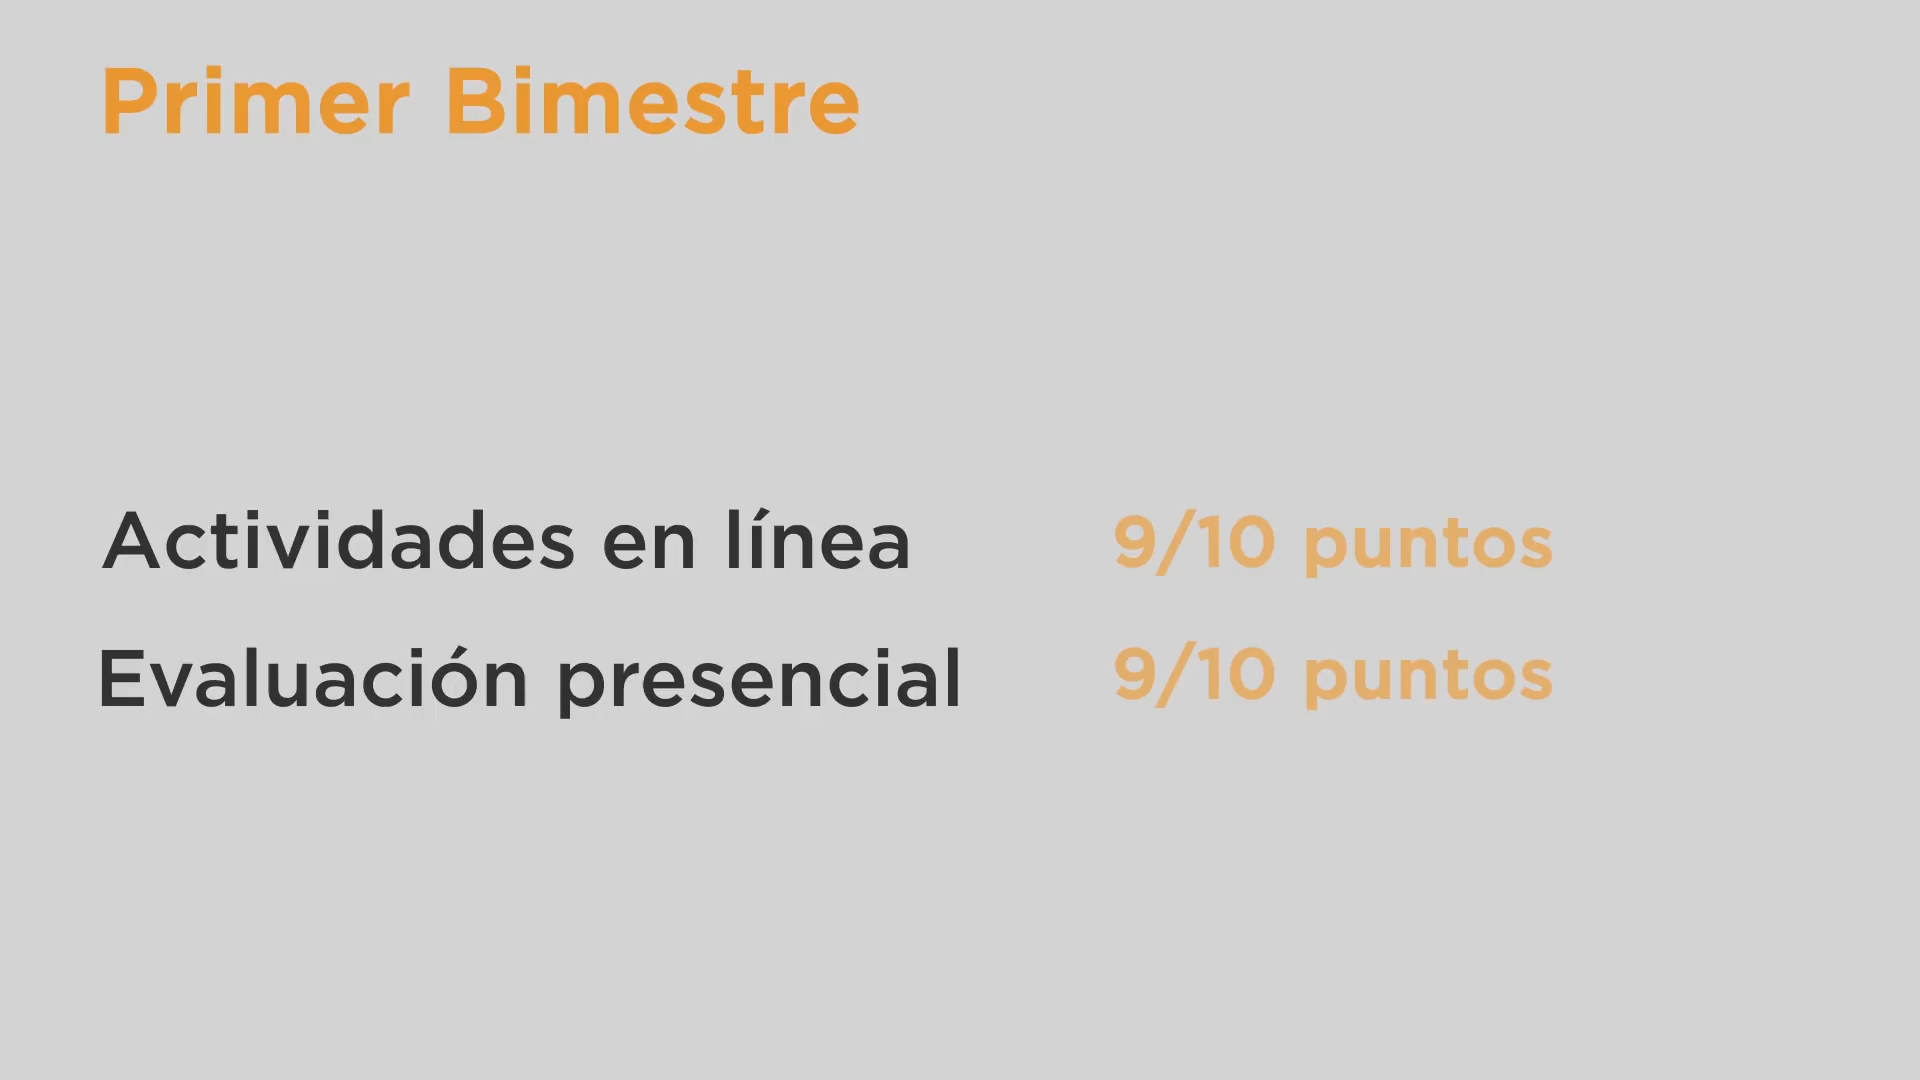 Primer Bimestre
Actividades en línea 9/10 puntos
Evaluación presencial 9/10 puntos